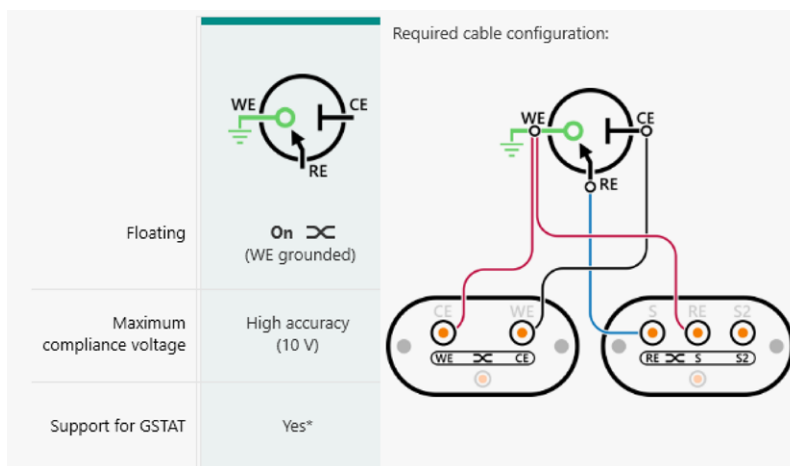 Required cable configuration:
WE
CE
RE
WE
CE
RE
Floating
On
(WE grounded)
Maximum
compliance voltage
High accuracy
(10 V)
Support for GSTAT
Yes*
CE WE
WE CE
S RE S2
RE S S2